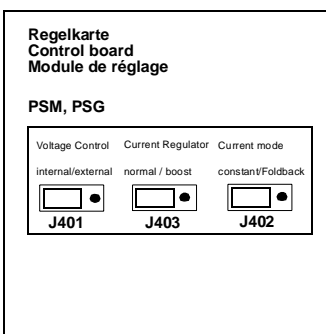 Regelkarte
Control board
Module de réglage
PSM, PSG
Voltage Control Current Regulator Current mode
internal/external normal / boost constant/Foldback
J401 J403 J402